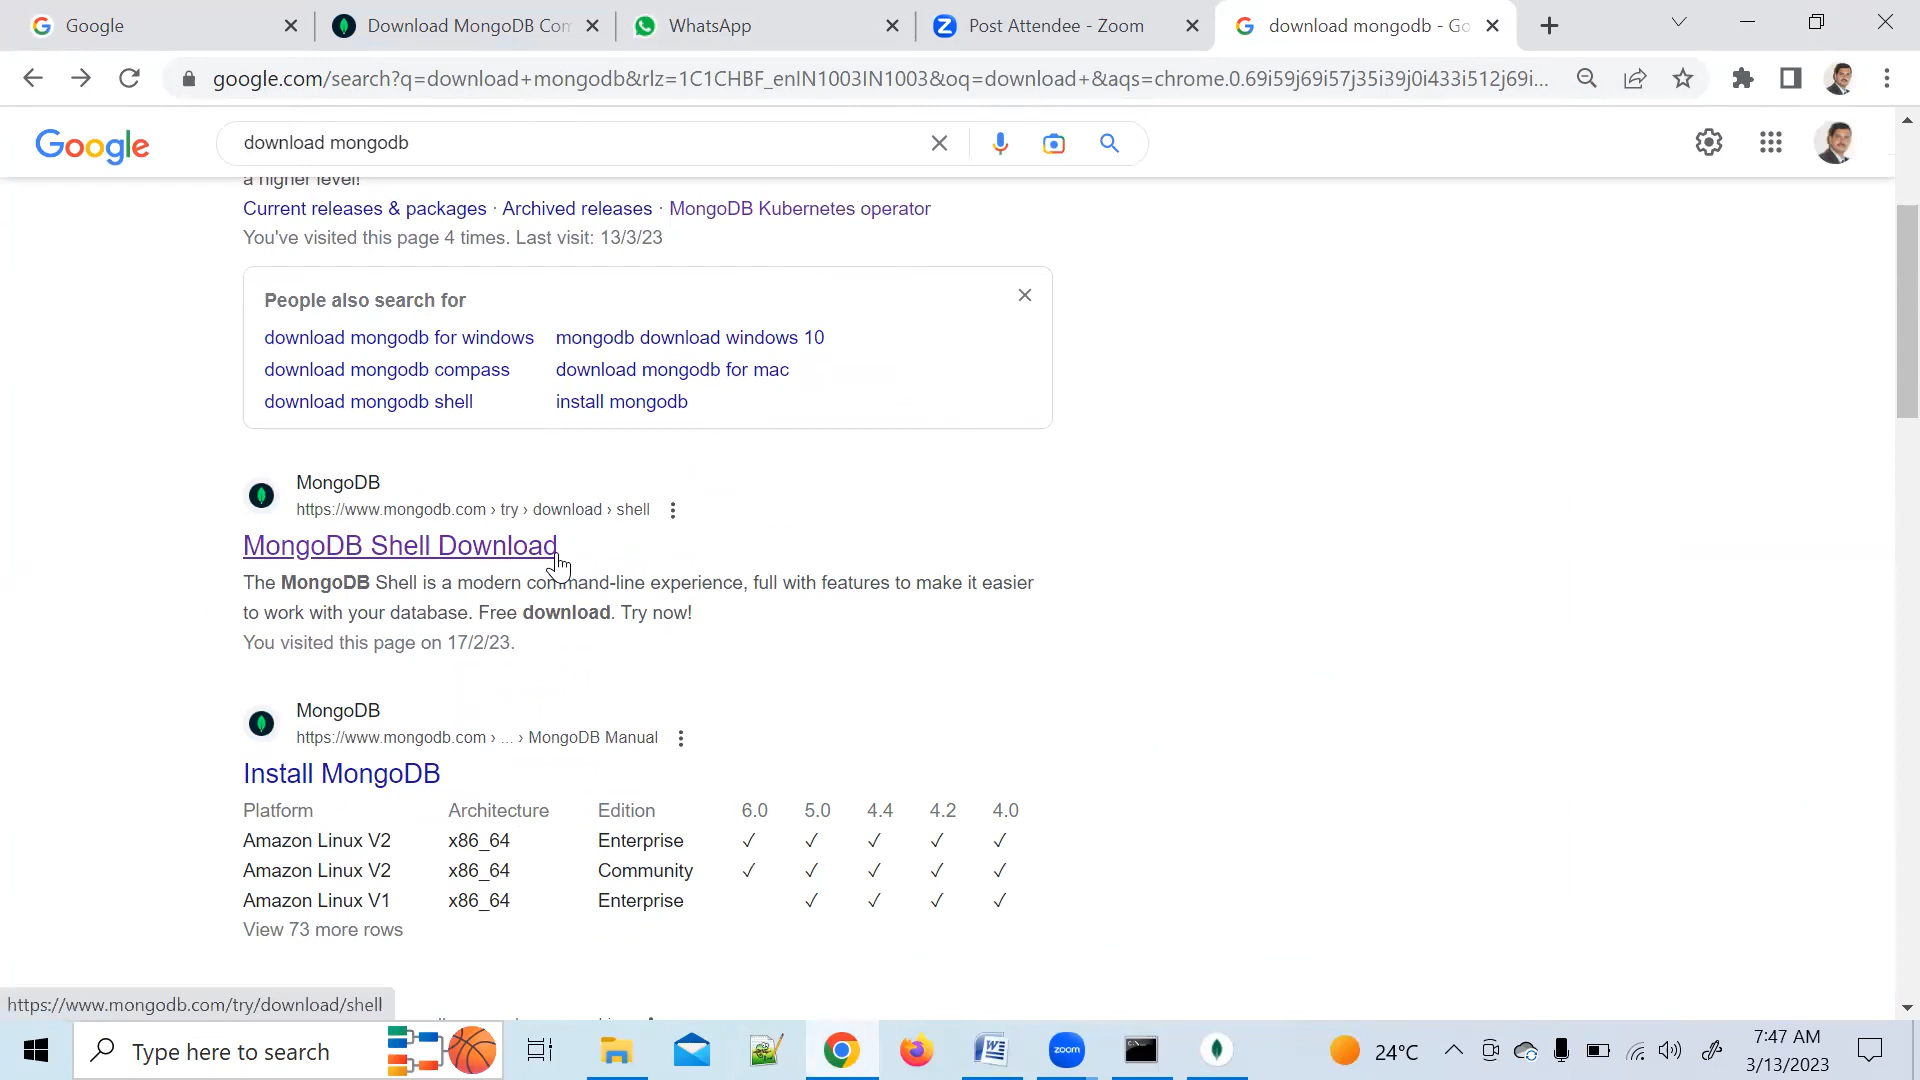 Google
Download MongoDB Com
WhatsApp
Post Attendee - Zoom
download mongodb - Go
google.com/search?q=download+mongodb&rlz=1C1CHBF_enIN1003IN1003&oq=download+&aqs=chrome.0.69i59j69i57j35i39j0i433i512j69i...
Google
download mongodb
a higher level!
Current releases & packages · Archived releases · MongoDB Kubernetes operator
You've visited this page 4 times. Last visit: 13/3/23
People also search for
download mongodb for windows mongodb download windows 10
download mongodb compass download mongodb for mac
download mongodb shell install mongodb
MongoDB
https://www.mongodb.com › try › download › shell
MongoDB Shell Download
The MongoDB Shell is a modern command-line experience, full with features to make it easier
to work with your database. Free download. Try now!
You visited this page on 17/2/23.
MongoDB
https://www.mongodb.com › ... › MongoDB Manual
Install MongoDB
Platform Architecture Edition 6.0 5.0 4.4 4.2 4.0
Amazon Linux V2 x86_64 Enterprise ✓ ✓ ✓ ✓ ✓
Amazon Linux V2 x86_64 Community ✓ ✓ ✓ ✓ ✓
Amazon Linux V1 x86_64 Enterprise ✓ ✓ ✓ ✓
View 73 more rows
https://www.mongodb.com/try/download/shell
Type here to search
zoom
24°C
7:47 AM
3/13/2023